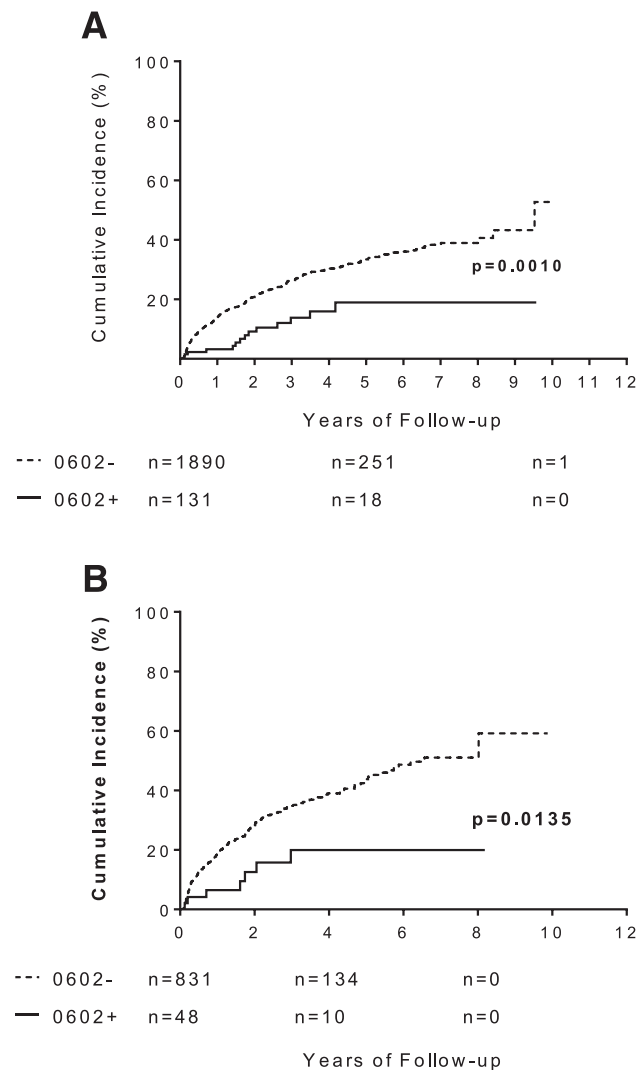 A
Cumulative Incidence (%)
100
80
60
40
20
p=0.0010
0 1 2 3 4 5 6 7 8 9 10 11 12
Years of Follow-up
0602- n=1890 n=251 n=1
0602+ n=131 n=18 n=0
B
Cumulative Incidence (%)
100
80
60
40
20
0
p=0.0135
0 2 4 6 8 10 12
0602- n=831 n=134 n=0
0602+ n=48 n=10 n=0
Years of Follow-up